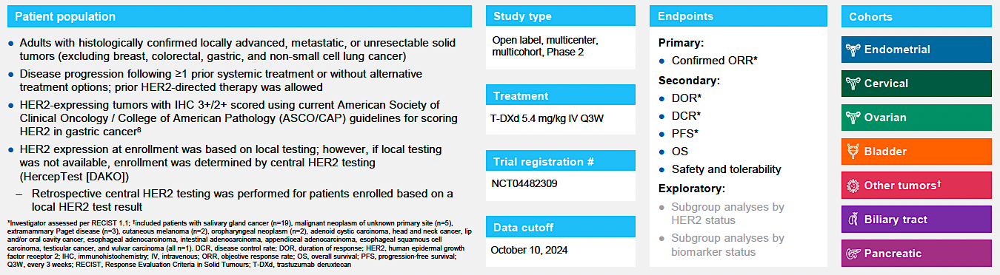 Patient population
● Adults with histologically confirmed locally advanced, metastatic, or unresectable solid
tumors (excluding breast, colorectal, gastric, and non-small cell lung cancer)
● Disease progression following ≥1 prior systemic treatment or without alternative
treatment options; prior HER2-directed therapy was allowed
● HER2-expressing tumors with IHC 3+/2+ scored using current American Society of
Clinical Oncology / College of American Pathology (ASCO/CAP) guidelines for scoring
HER2 in gastric cancer⁸
● HER2 expression at enrollment was based on local testing; however, if local testing
was not available, enrollment was determined by central HER2 testing
(HercepTest [DAKO])
– Retrospective central HER2 testing was performed for patients enrolled based on a
local HER2 test result
*Investigator assessed per RECIST 1.1; †included patients with salivary gland cancer (n=19), malignant neoplasm of unknown primary site (n=5),
extramammary Paget disease (n=3), cutaneous melanoma (n=2), oropharyngeal neoplasm (n=2), adenoid cystic carcinoma, head and neck cancer, lip
and/or oral cavity cancer, esophageal adenocarcinoma, intestinal adenocarcinoma, appendiceal adenocarcinoma, esophageal squamous cell
carcinoma, testicular cancer, and vulvar carcinoma (all n=1). DCR, disease control rate; DOR, duration of response; HER2, human epidermal growth
factor receptor 2; IHC, immunohistochemistry; IV, intravenous; ORR, objective response rate; OS, overall survival; PFS, progression-free survival;
Q3W, every 3 weeks; RECIST, Response Evaluation Criteria in Solid Tumours; T-DXd, trastuzumab deruxtecan
Study type
Open label, multicenter,
multicohort, Phase 2
Treatment
T-DXd 5.4 mg/kg IV Q3W
Trial registration #
NCT04482309
Data cutoff
October 10, 2024
Endpoints
Primary:
● Confirmed ORR*
Secondary:
● DOR*
● DCR*
● PFS*
● OS
● Safety and tolerability
Exploratory:
● Subgroup analyses by
HER2 status
● Subgroup analyses by
biomarker status
Cohorts
Endometrial
Cervical
Ovarian
Bladder
Other tumors†
Biliary tract
Pancreatic